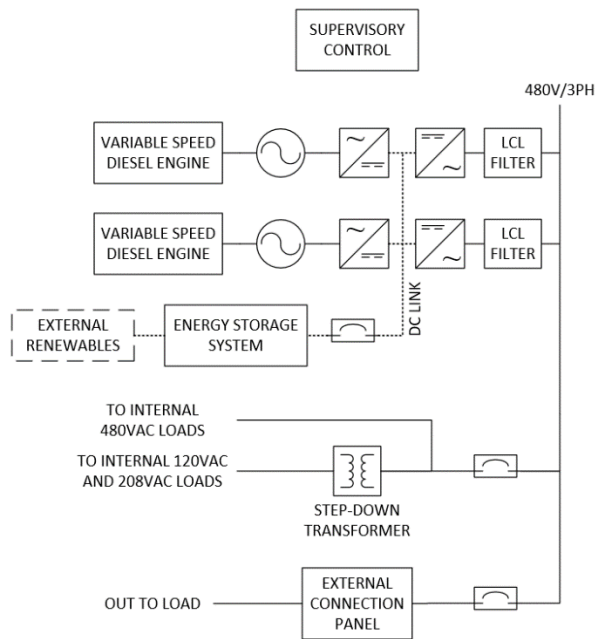 SUPERVISORY
CONTROL
480V/3PH
VARIABLE SPEED
DIESEL ENGINE
LCL
FILTER
VARIABLE SPEED
DIESEL ENGINE
LCL
FILTER
DC LINK
EXTERNAL
RENEWABLES
ENERGY STORAGE
SYSTEM
TO INTERNAL
480VAC LOADS
TO INTERNAL 120VAC
AND 208VAC LOADS
STEP-DOWN
TRANSFORMER
OUT TO LOAD
EXTERNAL
CONNECTION
PANEL